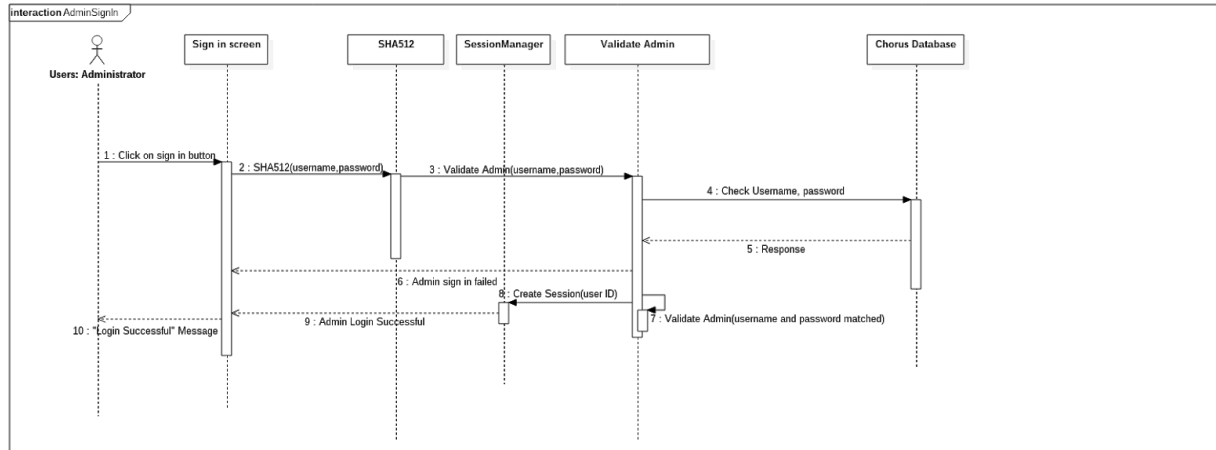 interaction AdminSignIn
Users: Administrator
Sign in screen
SHA512
SessionManager
Validate Admin
Chorus Database
1 : Click on sign in button
2 : SHA512(username,password)
3 : Validate Admin(username,password)
4 : Check Username, password
5 : Response
6 : Admin sign in failed
8 : Create Session(user ID)
7 : Validate Admin(username and password matched)
9 : Admin Login Successful
10 : "Login Successful" Message